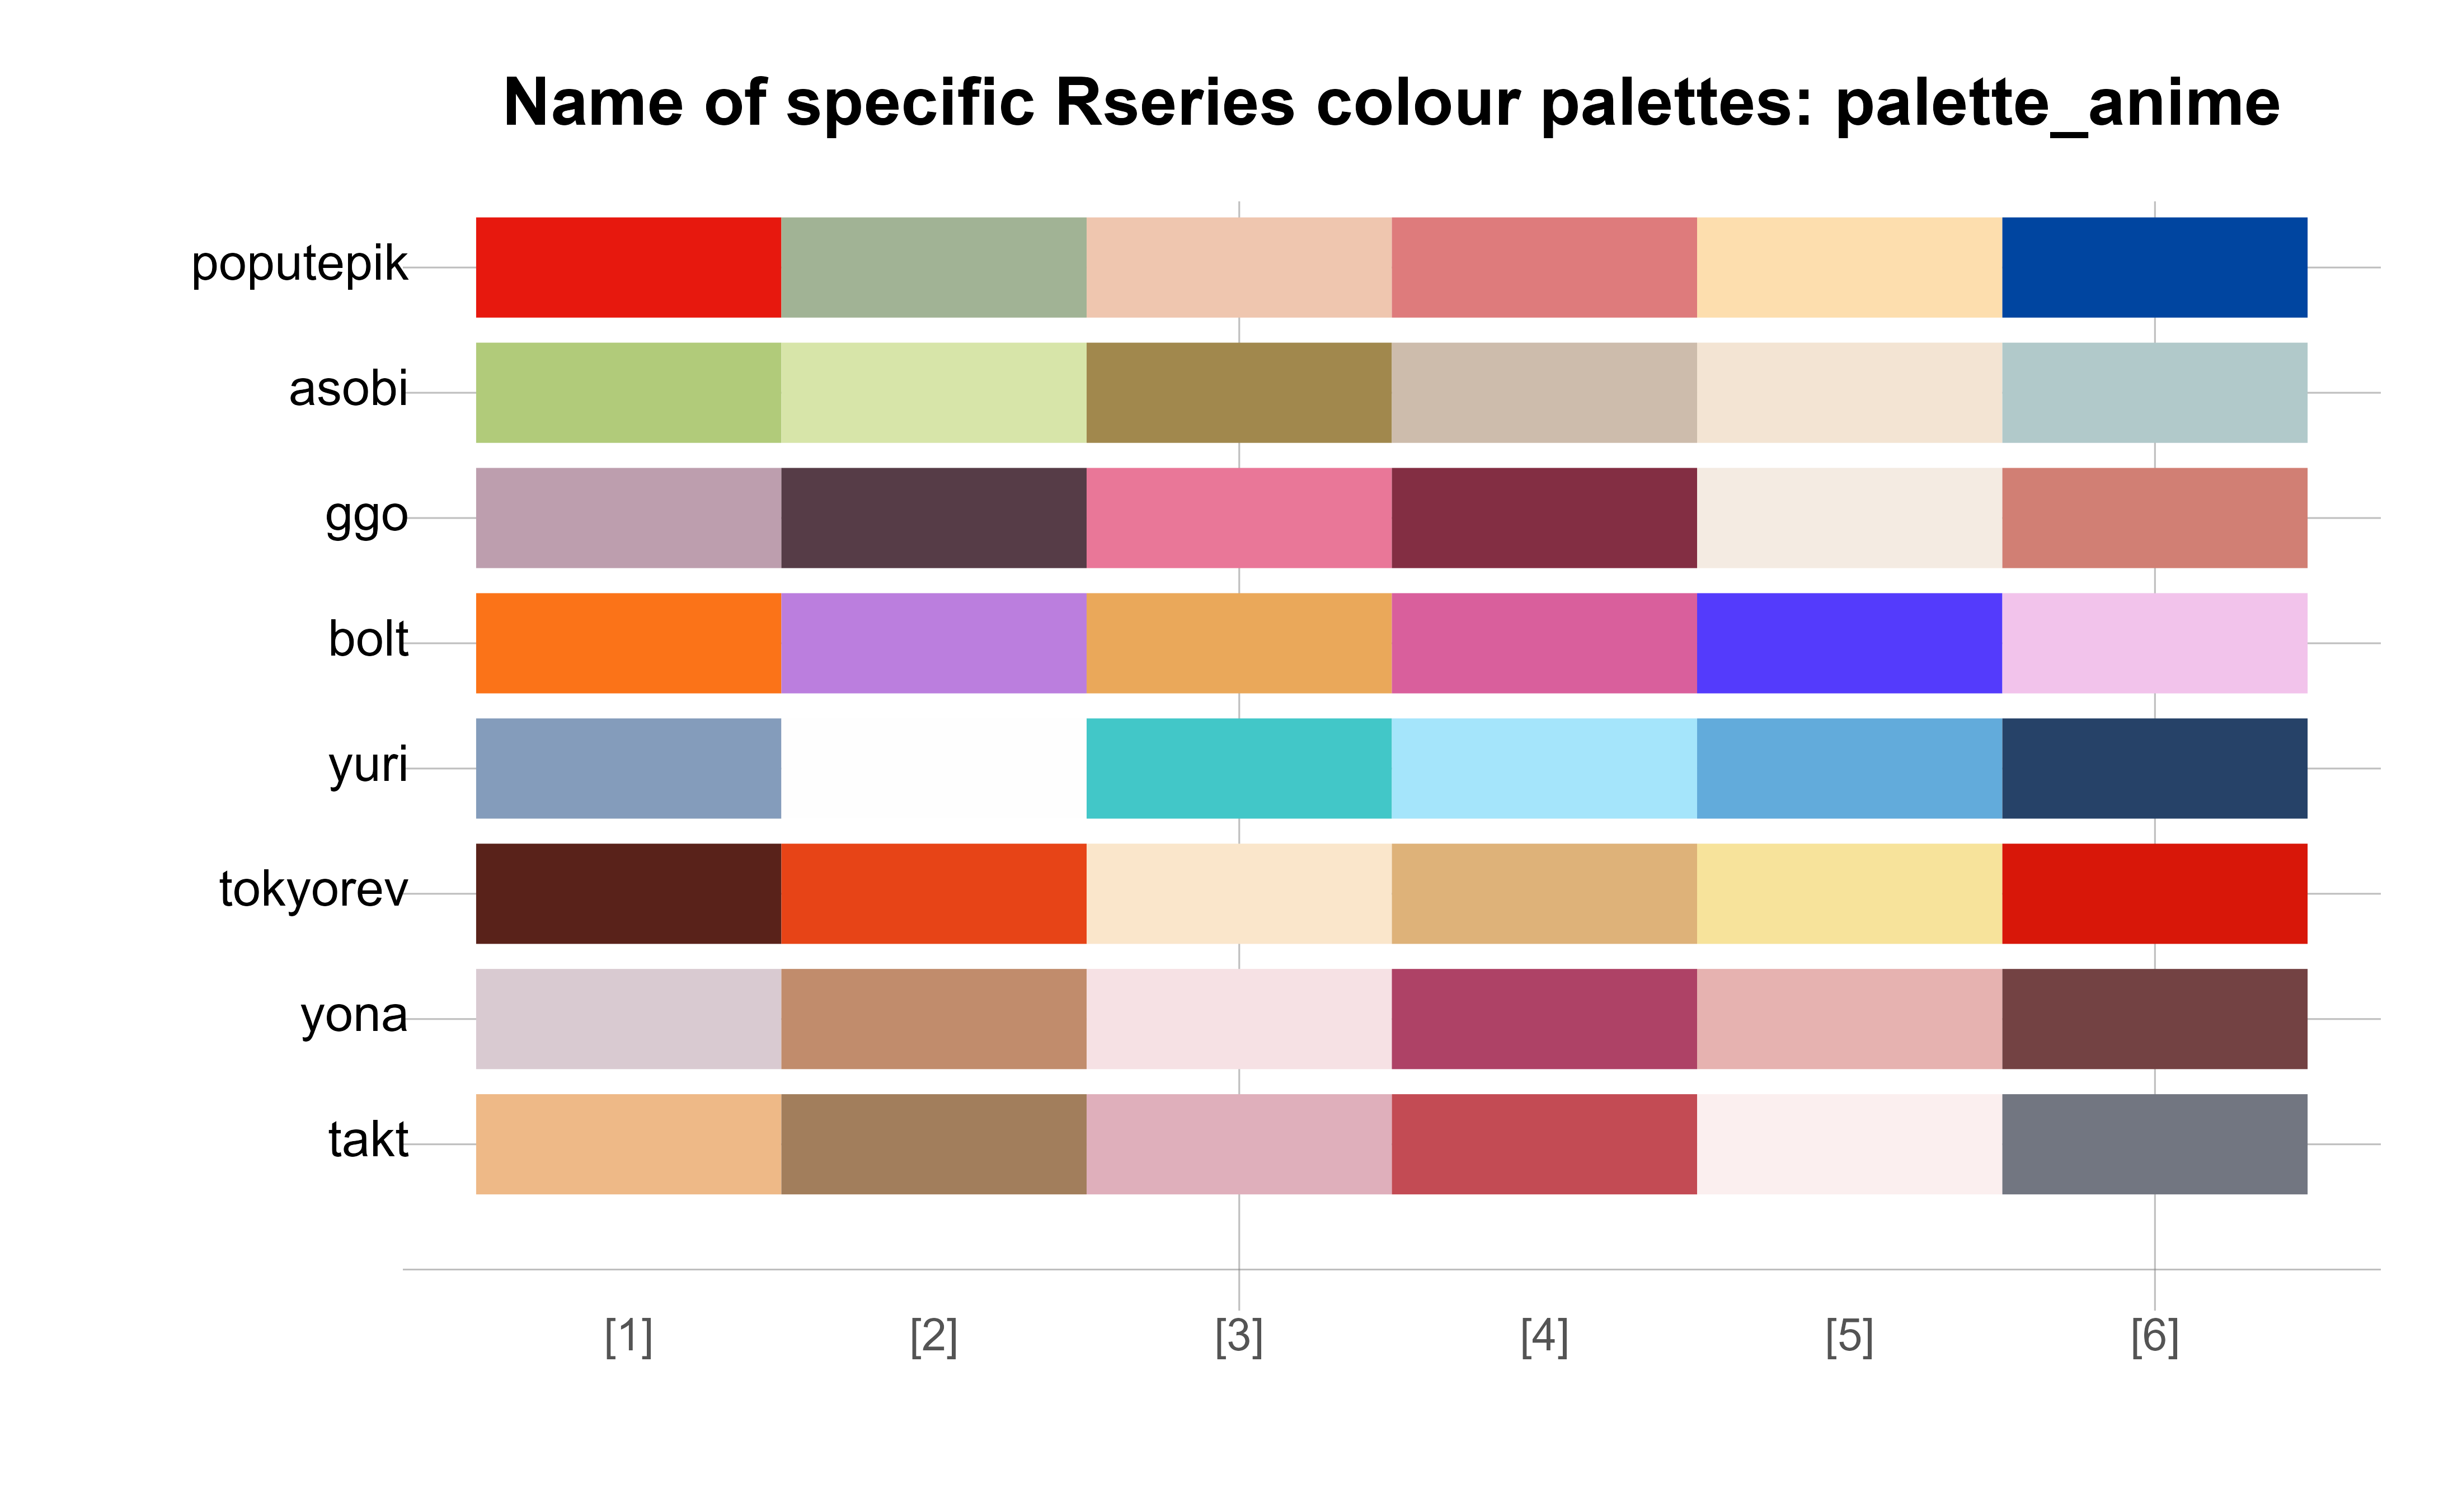 Name of specific Rseries colour palettes: palette_anime
poputepik
asobi
ggo
bolt
yuri
tokyorev
yona
takt
[1] [2] [3] [4] [5] [6]